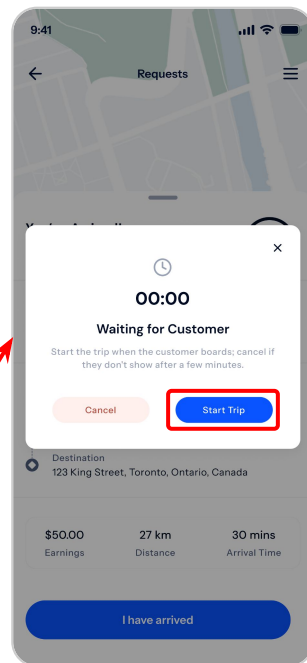 9:41
Requests
00:00
Waiting for Customer
Start the trip when the customer boards; cancel if
they don't show after a few minutes.
Cancel
Start Trip
Destination
123 King Street, Toronto, Ontario, Canada
$50.00
27 km
30 mins
Earnings
Distance
Arrival Time
I have arrived